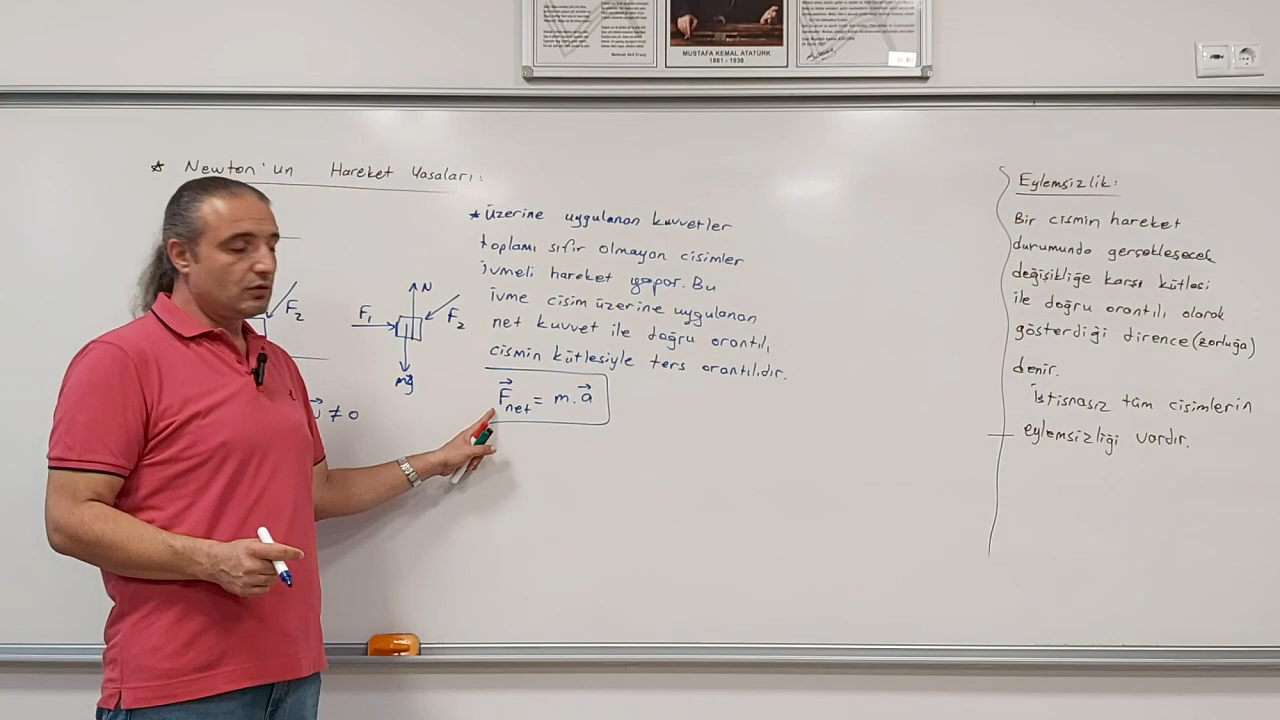 MUSTAFA KEMAL ATATÜRK
1881 - 1938
* Newton'un Hareket Yasaları:
F₂
F₁
N
F₂
mg⃗
≠ 0
* Üzerine uygulanan kuvvetler
toplamı sıfır olmayan cisimler
ivmeli hareket yapar. Bu
ivme cisim üzerine uygulanan
net kuvvet ile doğru orantılı,
cismin kütlesiyle ters orantılıdır.
F⃗net = m.a⃗
Eylemsizlik:
Bir cismin hareket
durumunda gerçekleşecek
değişikliğe karşı kütlesi
ile doğru orantılı olarak
gösterdiği dirence (zorluğa)
denir.
İstisnasız tüm cisimlerin
eylemsizliği vardır.